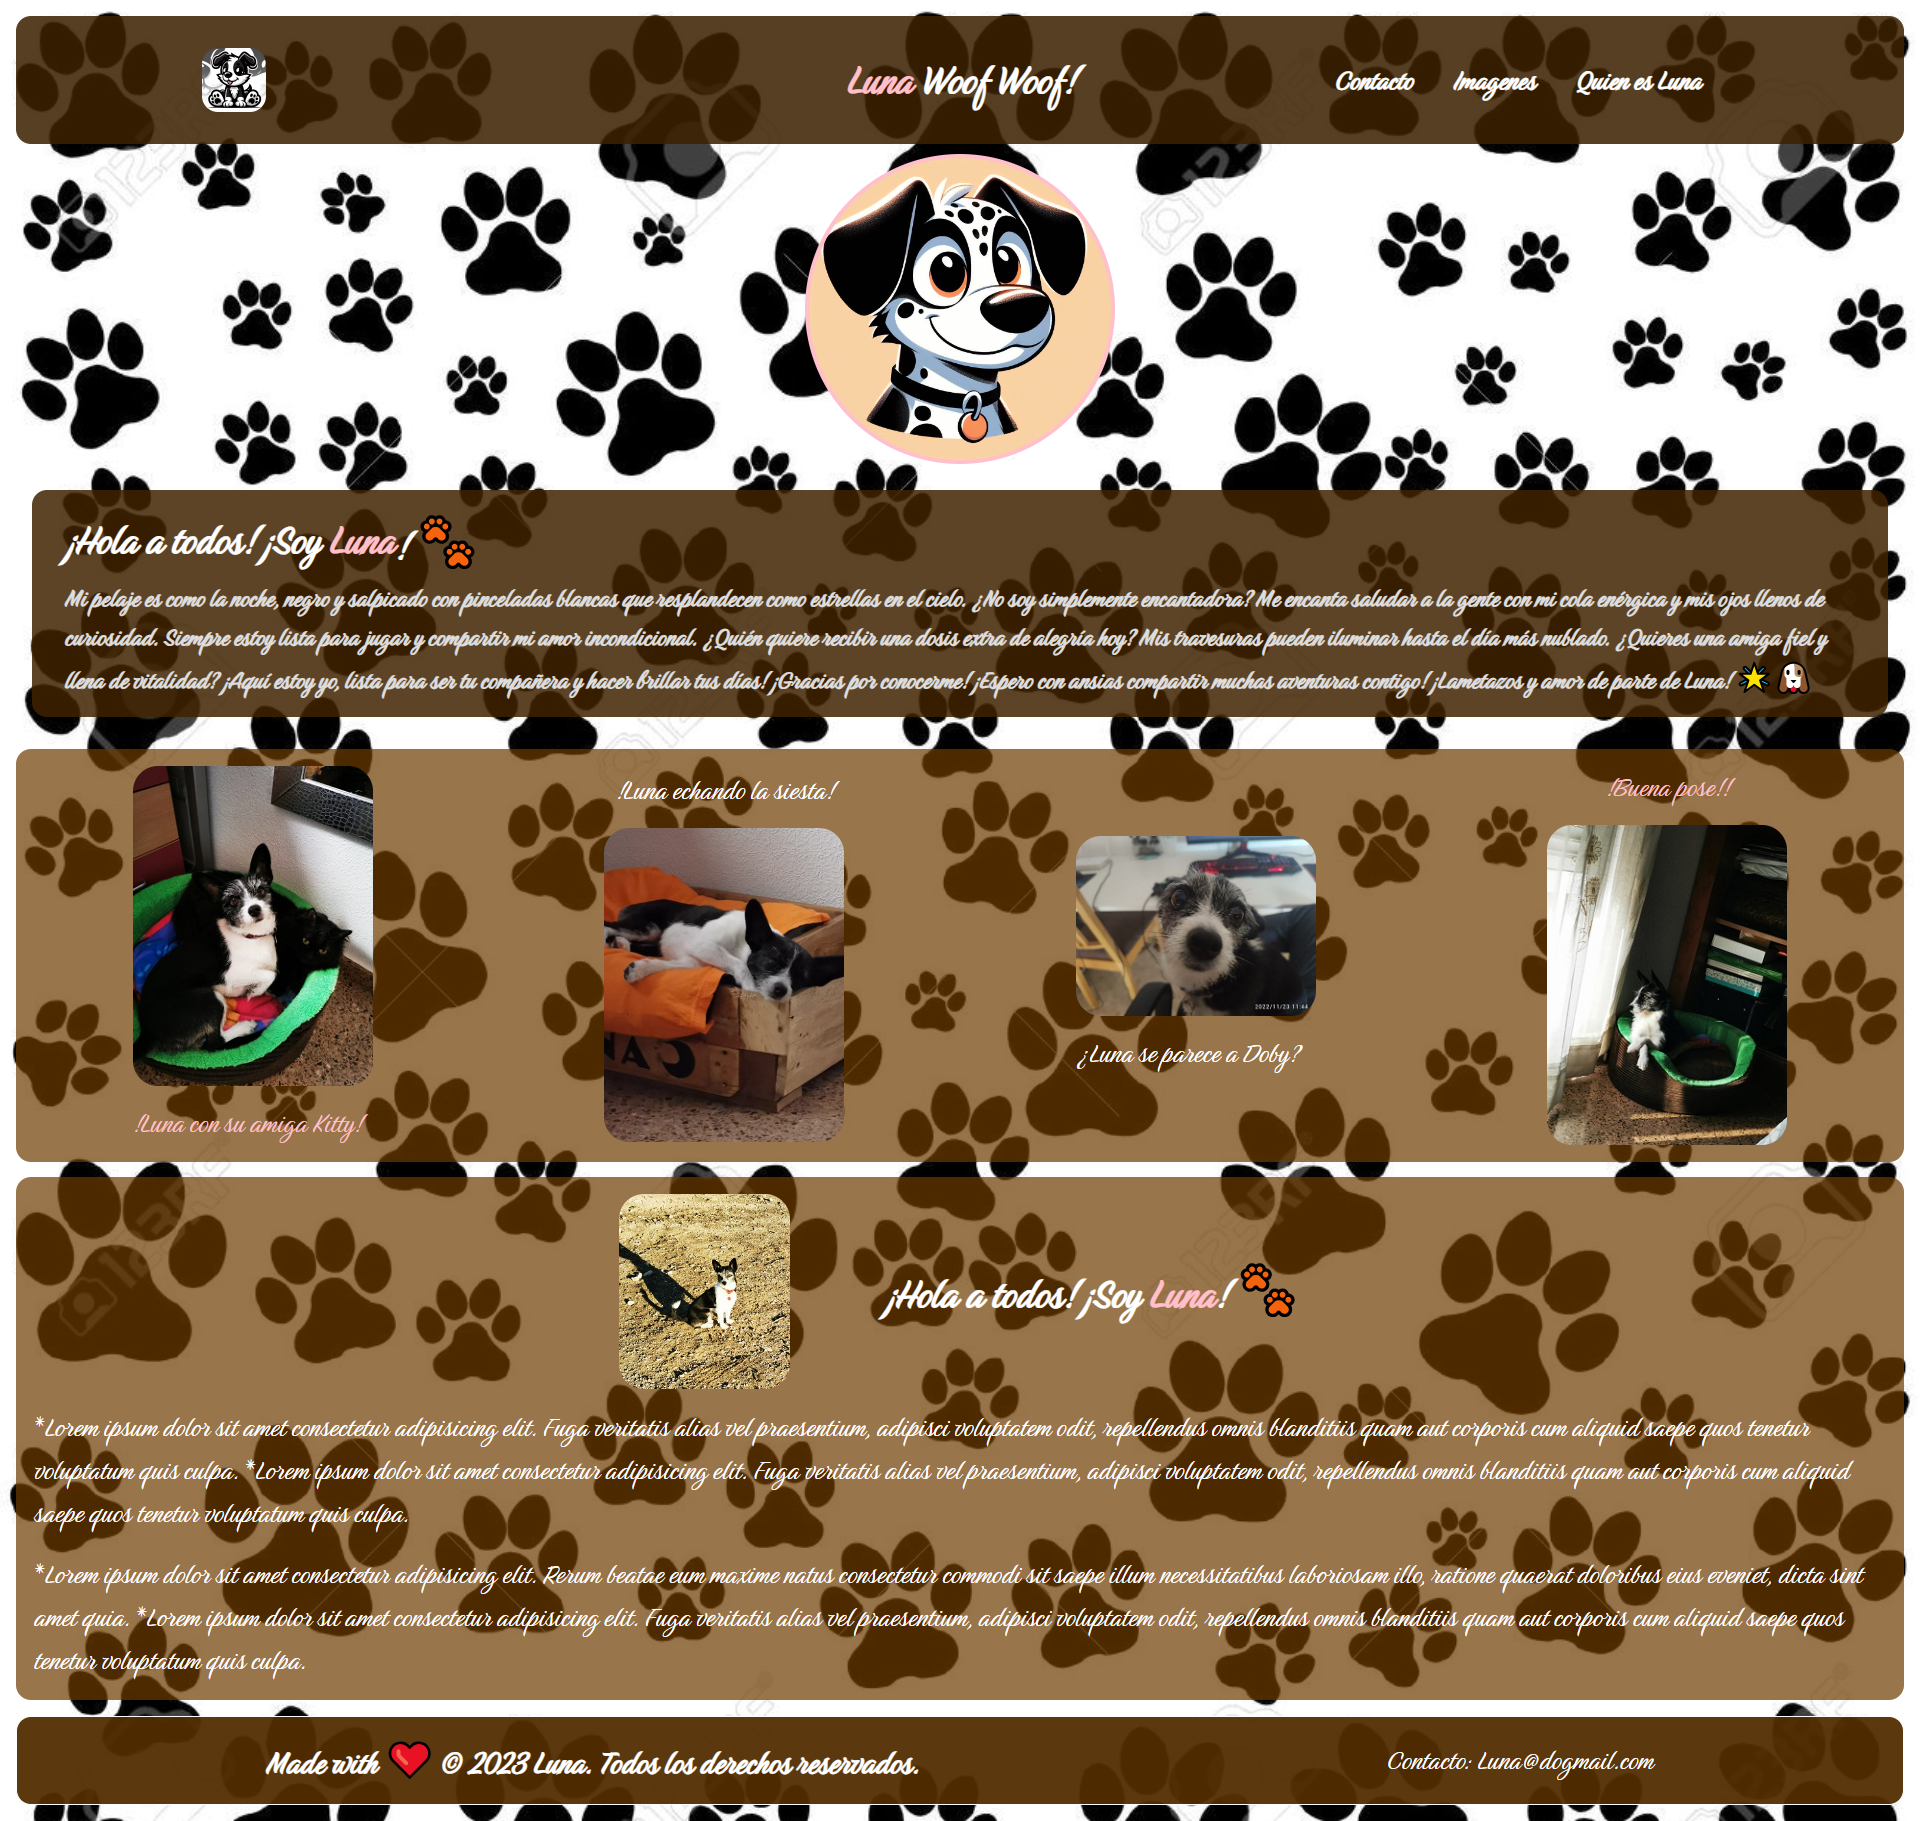 Luna Woof Woof!
Contacto Imagenes Quien es Luna
¡Hola a todos! ¡Soy Luna! 🐾
Mi pelaje es como la noche, negro y salpicado con pinceladas blancas que resplandecen como estrellas en el cielo. ¿No soy simplemente encantadora? Me encanta saludar a la gente con mi cola enérgica y mis ojos llenos de
curiosidad. Siempre estoy lista para jugar y compartir mi amor incondicional. ¿Quién quiere recibir una dosis extra de alegría hoy? Mis travesuras pueden iluminar hasta el día más nublado. ¿Quieres una amiga fiel y
llena de vitalidad? ¡Aquí estoy yo, lista para ser tu compañera y hacer brillar tus días! ¡Gracias por conocerme! ¡Espero con ansias compartir muchas aventuras contigo! ¡Lametazos y amor de parte de Luna! 🌟 🐶
!Luna con su amiga Kitty!
!Luna echando la siesta!
2022/11/23 11:44
¿Luna se parece a Doby?
!Buena pose!!
¡Hola a todos! ¡Soy Luna! 🐾
*Lorem ipsum dolor sit amet consectetur adipisicing elit. Fuga veritatis alias vel praesentium, adipisci voluptatem odit, repellendus omnis blanditiis quam aut corporis cum aliquid saepe quos tenetur
voluptatum quis culpa. *Lorem ipsum dolor sit amet consectetur adipisicing elit. Fuga veritatis alias vel praesentium, adipisci voluptatem odit, repellendus omnis blanditiis quam aut corporis cum aliquid
saepe quos tenetur voluptatum quis culpa.
*Lorem ipsum dolor sit amet consectetur adipisicing elit. Rerum beatae eum maxime natus consectetur commodi sit saepe illum necessitatibus laboriosam illo, ratione quaerat doloribus eius eveniet, dicta sint
amet quia. *Lorem ipsum dolor sit amet consectetur adipisicing elit. Fuga veritatis alias vel praesentium, adipisci voluptatem odit, repellendus omnis blanditiis quam aut corporis cum aliquid saepe quos
tenetur voluptatum quis culpa.
Made with ❤️ © 2023 Luna. Todos los derechos reservados.
Contacto: Luna@dogmail.com